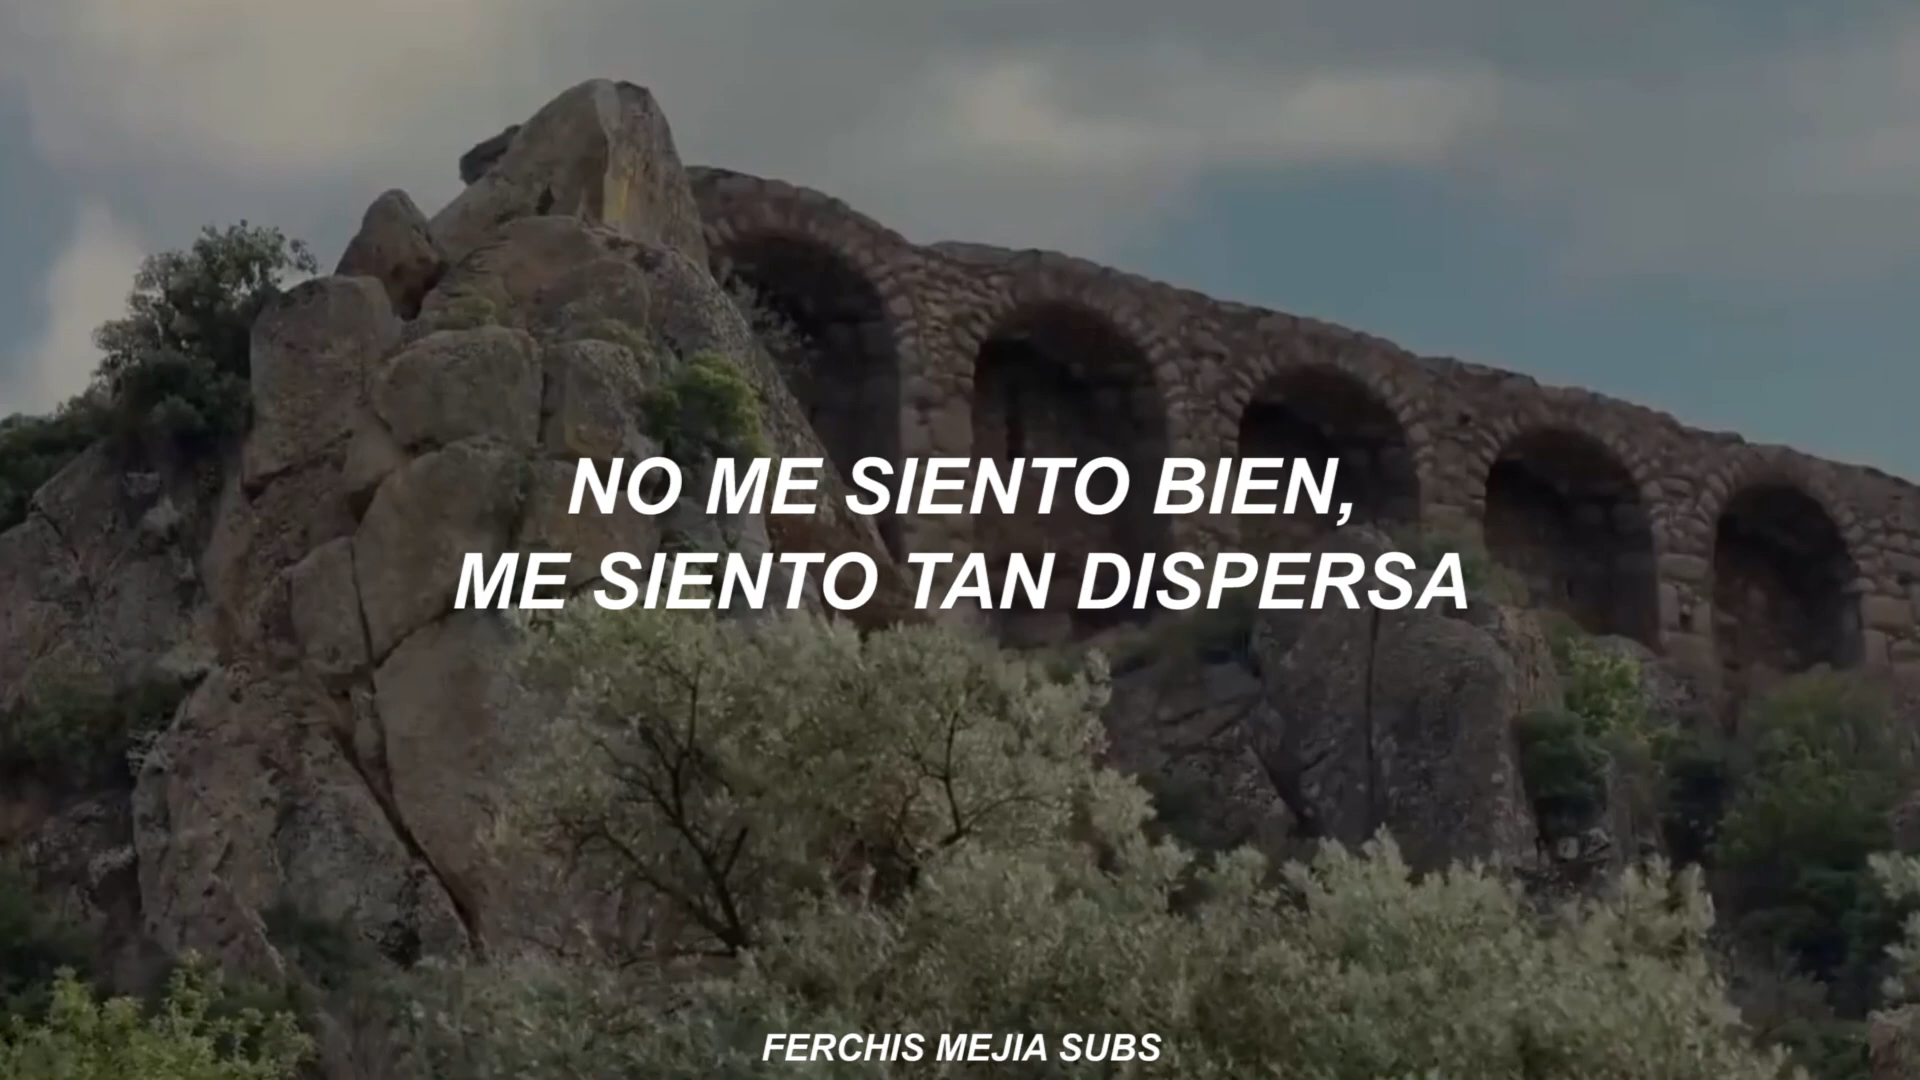 NO ME SIENTO BIEN,
ME SIENTO TAN DISPERSA
FERCHIS MEJIA SUBS